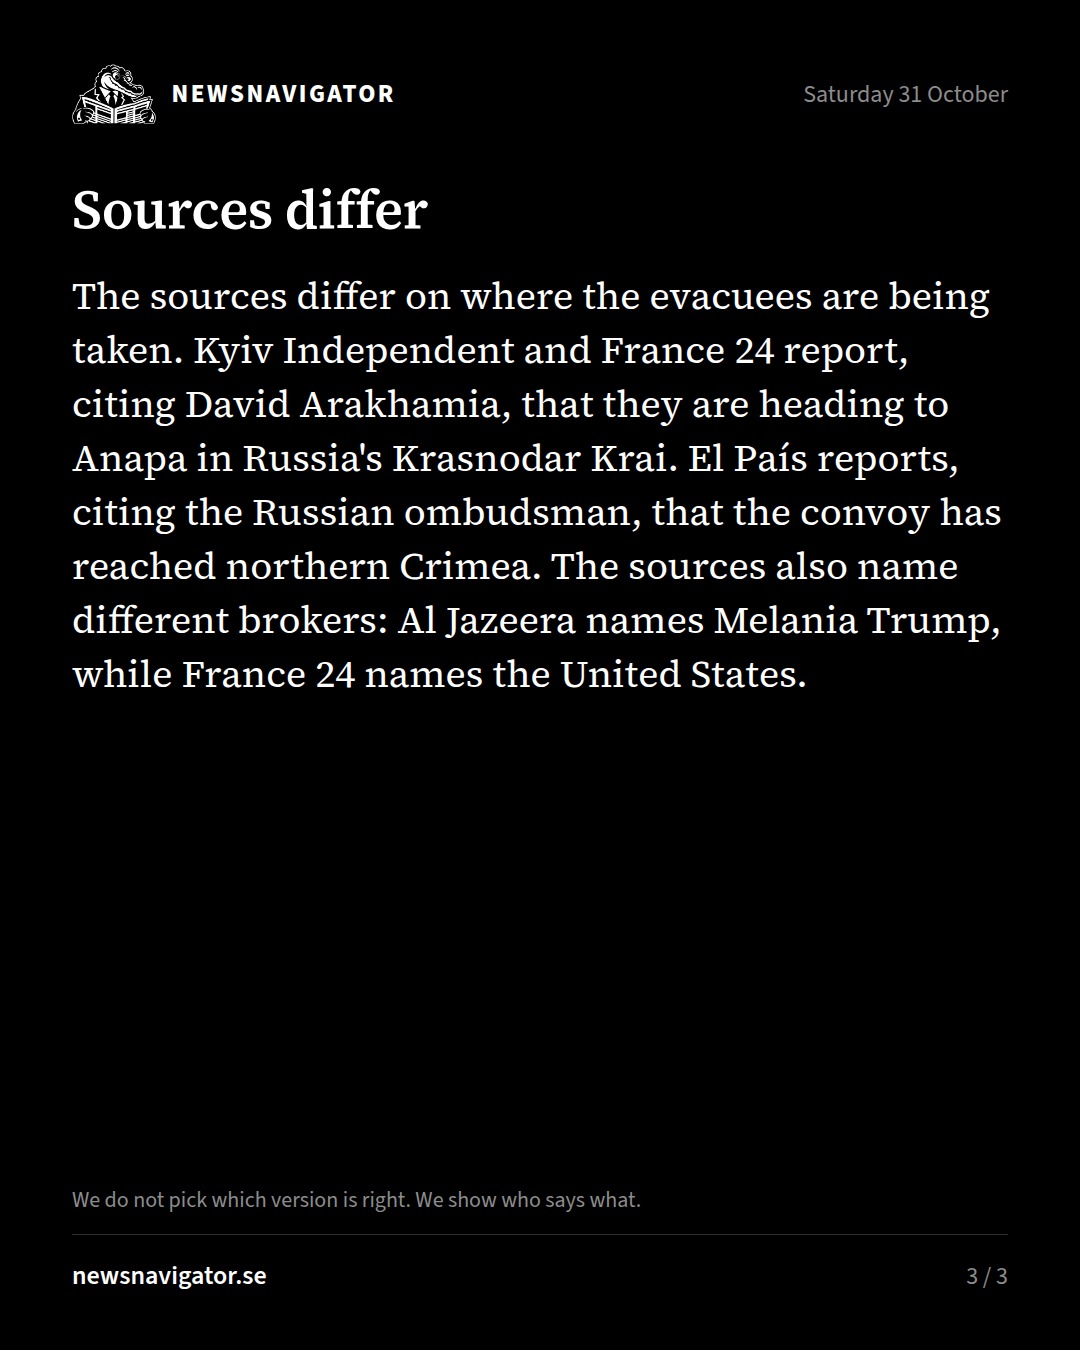 NEWSNAVIGATOR
Saturday 31 October
Sources differ
The sources differ on where the evacuees are being
taken. Kyiv Independent and France 24 report,
citing David Arakhamia, that they are heading to
Anapa in Russia's Krasnodar Krai. El País reports,
citing the Russian ombudsman, that the convoy has
reached northern Crimea. The sources also name
different brokers: Al Jazeera names Melania Trump,
while France 24 names the United States.
We do not pick which version is right. We show who says what.
newsnavigator.se
3 / 3